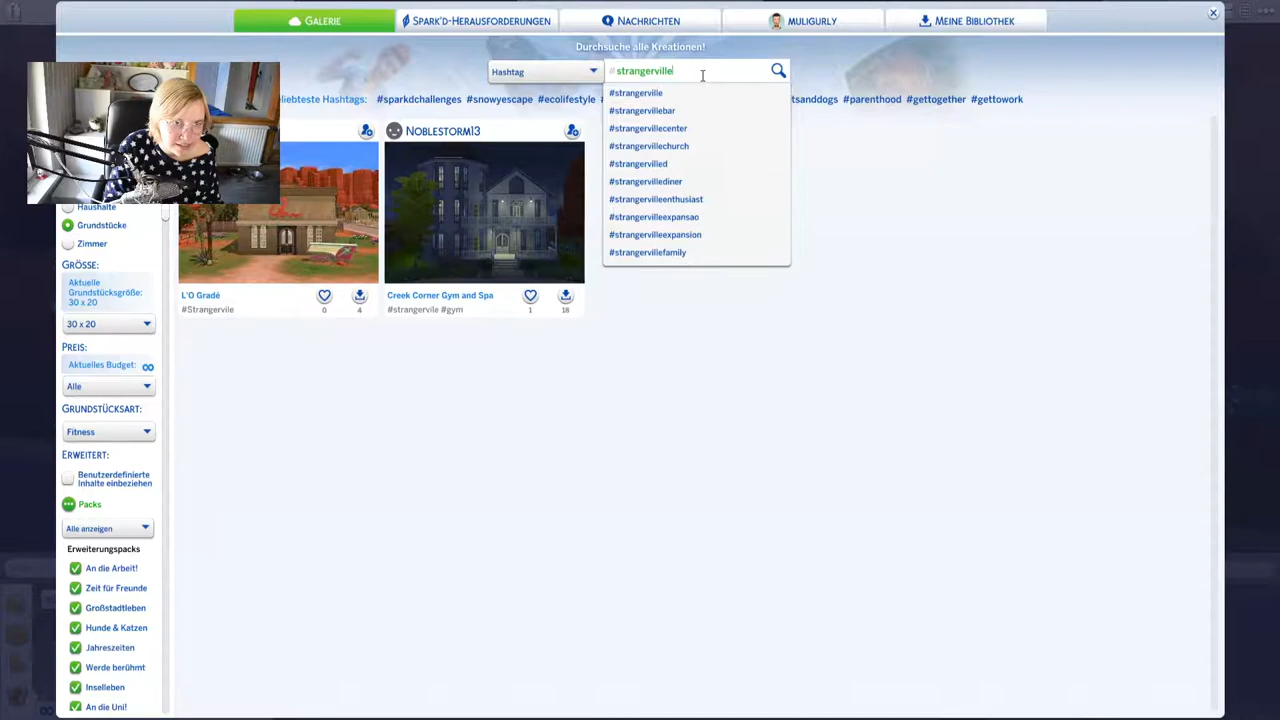 GALERIE
SPARK'D-HERAUSFORDERUNGEN
NACHRICHTEN
MULIGURLY
MEINE BIBLIOTHEK
Durchsuche alle Kreationen!
Hashtag
# strangerville
liebteste Hashtags: #sparkdchallenges #snowyescape #ecolifestyle # tsanddogs #parenthood #gettogether #gettowork
#strangerville
#strangervillebar
#strangervillecenter
#strangervillechurch
#strangervilled
#strangervillediner
#strangervilleenthusiast
#strangervilleexpansao
#strangervilleexpansion
#strangervillefamily
NOBLESTORM13
L'O Gradé
#Strangervile
0
4
Creek Corner Gym and Spa
#strangervile #gym
1
18
Haushalte
Grundstücke
Zimmer
GRÖSSE:
Aktuelle
Grundstücksgröße:
30 x 20
30 x 20
PREIS:
Aktuelles Budget: ∞
Alle
GRUNDSTÜCKSART:
Fitness
ERWEITERT:
Benutzerdefinierte
Inhalte einbeziehen
Packs
Alle anzeigen
Erweiterungspacks
An die Arbeit!
Zeit für Freunde
Großstadtleben
Hunde & Katzen
Jahreszeiten
Werde berühmt
Inselleben
An die Uni!